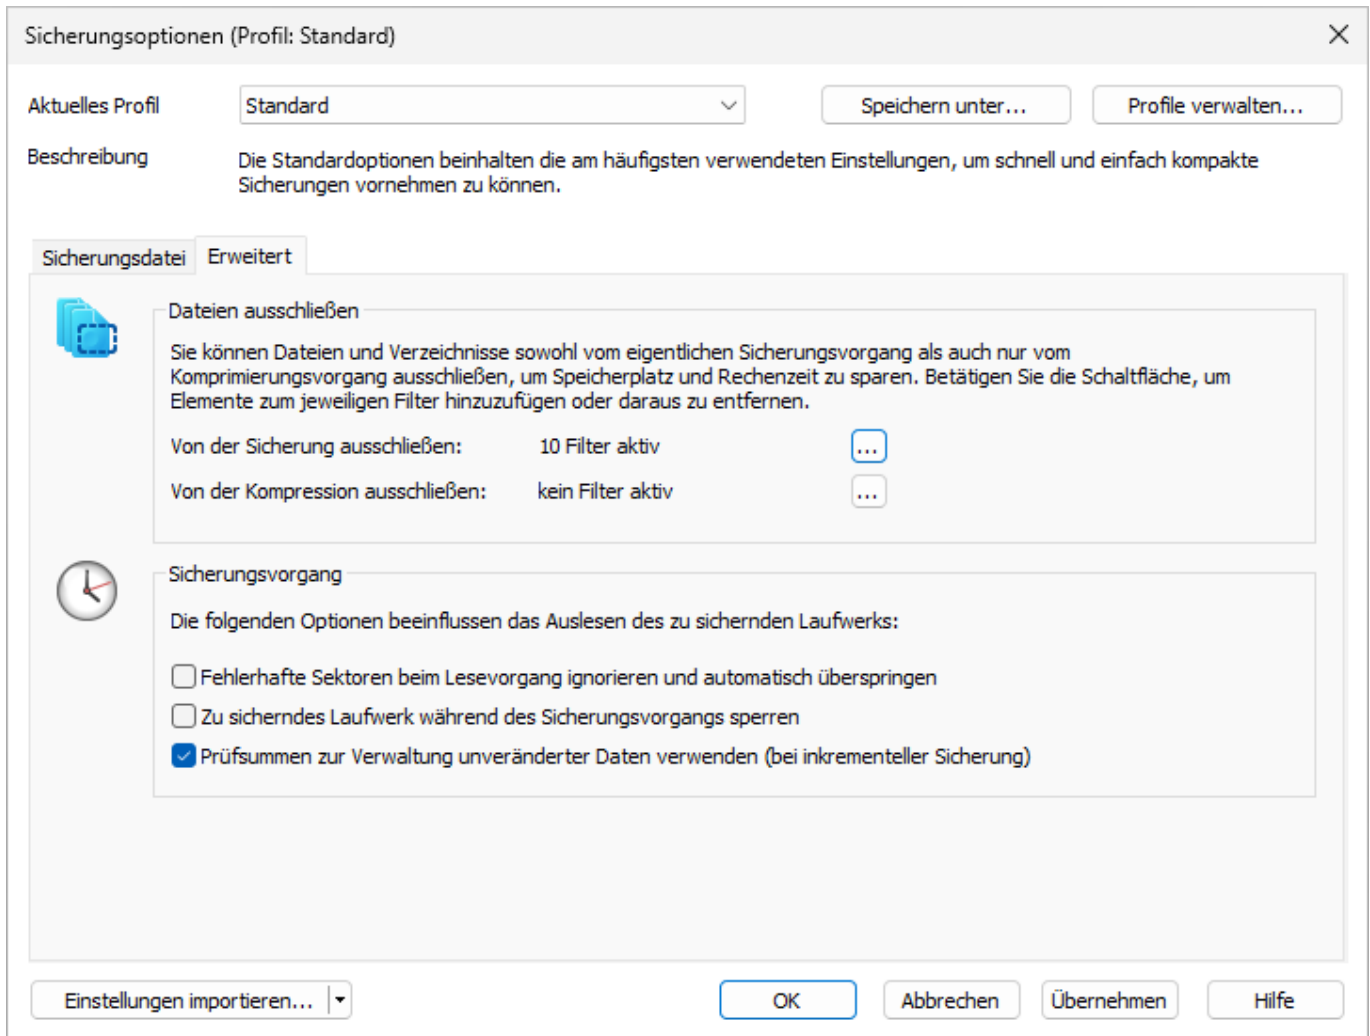 Sicherungsoptionen (Profil: Standard)
Aktuelles Profil
Standard
Speichern unter...
Profile verwalten...
Beschreibung
Die Standardoptionen beinhalten die am häufigsten verwendeten Einstellungen, um schnell und einfach kompakte
Sicherungen vornehmen zu können.
Sicherungsdatei
Erweitert
Dateien ausschließen
Sie können Dateien und Verzeichnisse sowohl vom eigentlichen Sicherungsvorgang als auch nur vom
Komprimierungsvorgang ausschließen, um Speicherplatz und Rechenzeit zu sparen. Betätigen Sie die Schaltfläche, um
Elemente zum jeweiligen Filter hinzuzufügen oder daraus zu entfernen.
Von der Sicherung ausschließen: 10 Filter aktiv ...
Von der Kompression ausschließen: kein Filter aktiv ...
Sicherungsvorgang
Die folgenden Optionen beeinflussen das Auslesen des zu sichernden Laufwerks:
Fehlerhafte Sektoren beim Lesevorgang ignorieren und automatisch überspringen
Zu sicherndes Laufwerk während des Sicherungsvorgangs sperren
Prüfsummen zur Verwaltung unveränderter Daten verwenden (bei inkrementeller Sicherung)
Einstellungen importieren...
OK
Abbrechen
Übernehmen
Hilfe